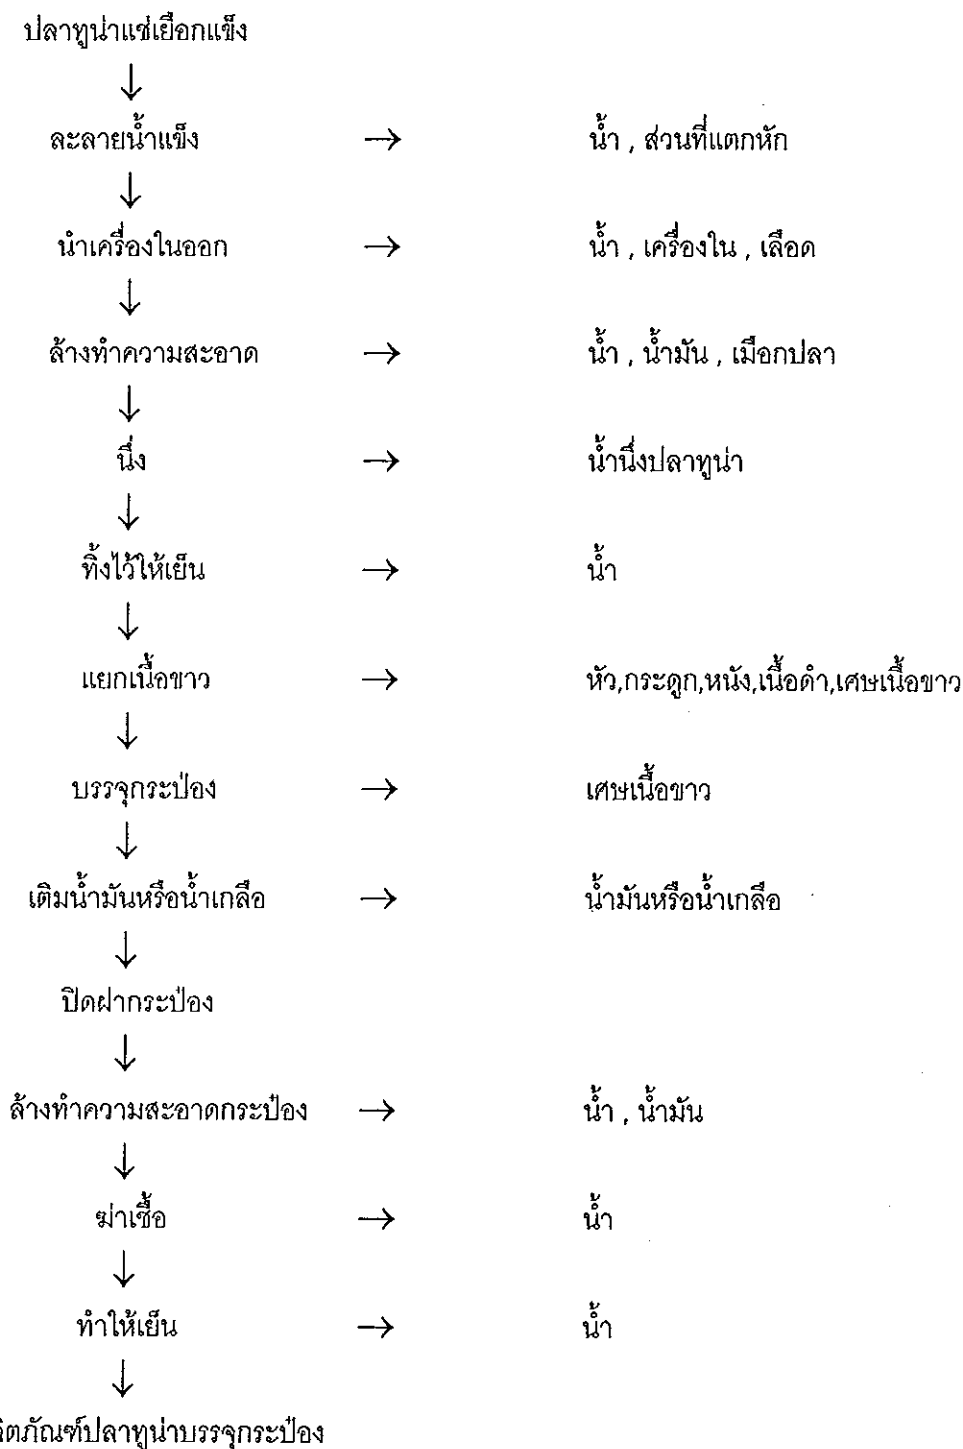 ปลาทูน่าแช่เยือกแข็ง
↓
ละลายน้ำแข็ง → น้ำ , ส่วนที่แตกหัก
↓
นำเครื่องในออก → น้ำ , เครื่องใน , เลือด
↓
ล้างทำความสะอาด → น้ำ , น้ำมัน , เมือกปลา
↓
นึ่ง → น้ำนึ่งปลาทูน่า
↓
ทิ้งไว้ให้เย็น → น้ำ
↓
แยกเนื้อขาว → หัว,กระดูก,หนัง,เนื้อดำ,เศษเนื้อขาว
↓
บรรจุกระป๋อง → เศษเนื้อขาว
↓
เติมน้ำมันหรือน้ำเกลือ → น้ำมันหรือน้ำเกลือ
↓
ปิดฝากระป๋อง
↓
ล้างทำความสะอาดกระป๋อง → น้ำ , น้ำมัน
↓
ฆ่าเชื้อ → น้ำ
↓
ทำให้เย็น → น้ำ
↓
ิตภัณฑ์ปลาทูน่าบรรจุกระป๋อง